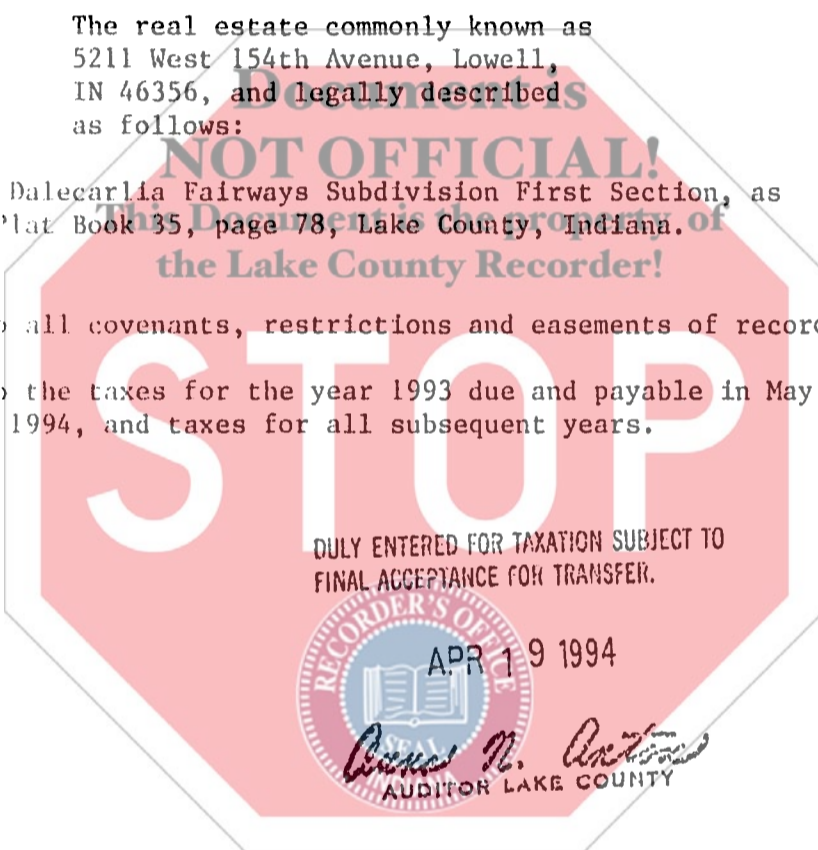 The real estate commonly known as
5211 West 154th Avenue, Lowell,
IN 46356, and legally described
as follows:
Document is
NOT OFFICIAL!
This Document is the property of
the Lake County Recorder!
Dalecarlia Fairways Subdivision First Section, as
Plat Book 35, page 78, Lake County, Indiana.
all covenants, restrictions and easements of record
the taxes for the year 1993 due and payable in May
1994, and taxes for all subsequent years.
STOP
DULY ENTERED FOR TAXATION SUBJECT TO
FINAL ACCEPTANCE FOR TRANSFER.
RECORDER'S OFFICE
APR 19 1994
SEAL
INDIANA
AUDITOR LAKE COUNTY